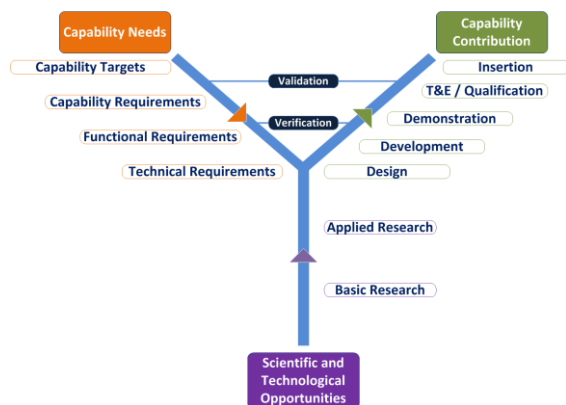 Capability Needs
Capability
Contribution
Capability Targets
Insertion
Validation
T&E / Qualification
Capability Requirements
Demonstration
Verification
Functional Requirements
Development
Technical Requirements
Design
Applied Research
Basic Research
Scientific and
Technological
Opportunities